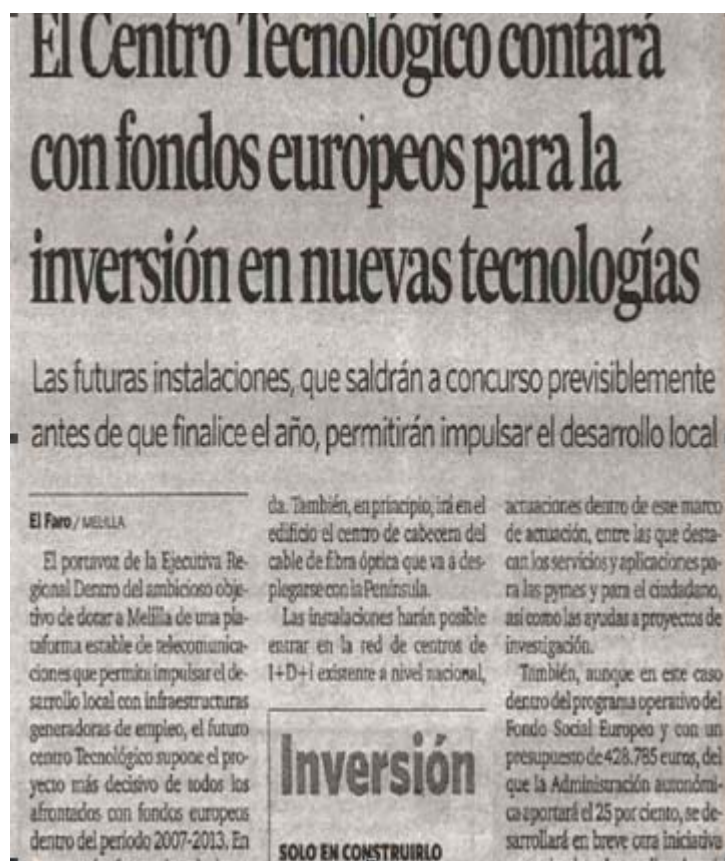 El Centro Tecnológico contará
con fondos europeos para la
inversión en nuevas tecnologías
Las futuras instalaciones, que saldrán a concurso previsiblemente
antes de que finalice el año, permitirán impulsar el desarrollo local
El Faro / MELILLA
El portavoz de la Ejecutiva Re-
gional Dentro del ambicioso obje-
tivo de dotar a Melilla de una pla-
taforma estable de telecomunica-
ciones que permita impulsar el de-
sarrollo local con infraestructuras
generadoras de empleo, el futuro
centro Tecnológico supone el pro-
yecto más decisivo de todos los
afrontados con fondos europeos
dentro del período 2007-2013. En
da. También, en principio, irá en el
edificio el centro de cabecera del
cable de fibra óptica que va a des-
plegarse con la Península.
Las instalaciones harán posible
entrar en la red de centros de
I+D+i existente a nivel nacional,
Inversión
SOLO EN CONSTRUIRLO
actuaciones dentro de este marco
de actuación, entre las que desta-
can los servicios y aplicaciones pa-
ra las pymes y para el ciudadano,
así como las ayudas a proyectos de
investigación.
También, aunque en este caso
dentro del programa operativo del
Fondo Social Europeo y con un
presupuesto de 428.785 euros, del
que la Administración autonómi-
ca aportará el 25 por ciento, se de-
sarrollará en breve otra iniciativa